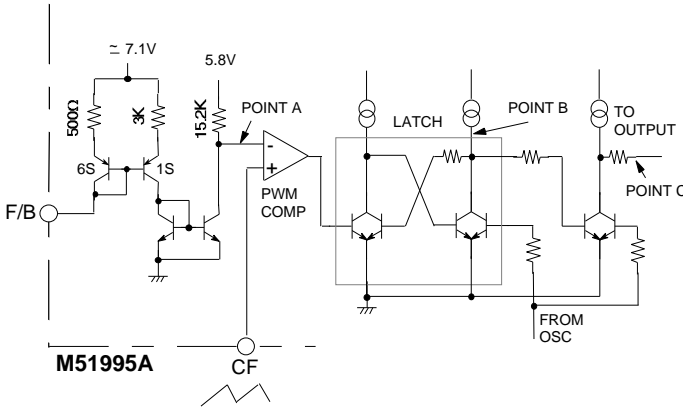 ≃ 7.1V
5.8V
500Ω
3K
15.2K
POINT A
6S
1S
F/B
-
+
PWM
COMP
LATCH
POINT B
TO
OUTPUT
POINT C
FROM
OSC
M51995A
CF